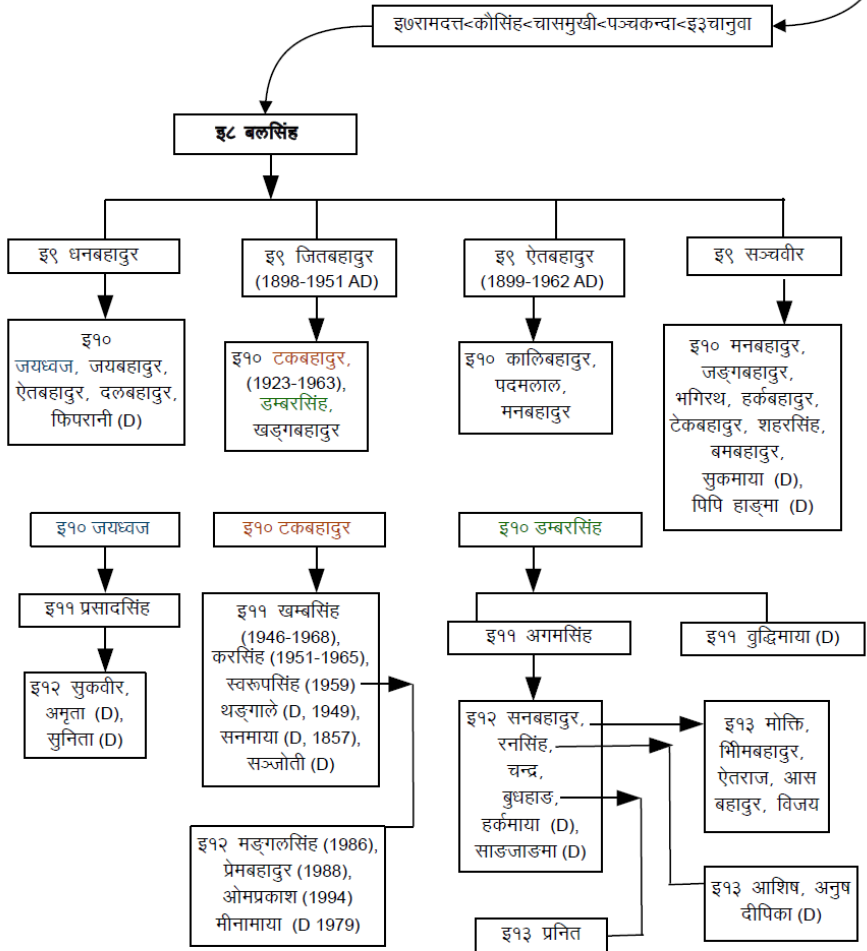 इ७रामदत्त<कौसिंह<चासमुखी<पञ्चकन्दा<इ३चानुवा
इ८ बलसिंह
इ९ धनबहादुर
इ९ जितबहादुर
(1898-1951 AD)
इ९ ऐतबहादुर
(1899-1962 AD)
इ९ सञ्चवीर
इ१०
जयध्वज, जयबहादुर,
ऐतबहादुर, दलबहादुर,
फिपरानी (D)
इ१० टकबहादुर,
(1923-1963),
डम्बरसिंह,
खड्गबहादुर
इ१० कालिबहादुर,
पदमलाल,
मनबहादुर
इ१० मनबहादुर,
जङ्गबहादुर,
भगिरथ, हर्कबहादुर,
टेकबहादुर, शहरसिंह,
बमबहादुर,
सुकमाया (D),
पिपि हाङ्मा (D)
इ१० जयध्वज
इ१० टकबहादुर
इ१० डम्बरसिंह
इ११ प्रसादसिंह
इ११ खम्बसिंह
(1946-1968),
करसिंह (1951-1965),
स्वरूपसिंह (1959)
थङ्गाले (D, 1949),
सनमाया (D, 1857),
सञ्जोती (D)
इ११ अगमसिंह
इ११ वुद्धिमाया (D)
इ१२ सुकवीर,
अमृता (D),
सुनिता (D)
इ१२ सनबहादुर,
रनसिंह,
चन्द्र,
बुधहाङ,
हर्कमाया (D),
साङजाङमा (D)
इ१३ मोक्ति,
भिीमबहादुर,
ऐतराज, आस
बहादुर, विजय
इ१२ मङ्गलसिंह (1986),
प्रेमबहादुर (1988),
ओमप्रकाश (1994)
मीनामाया (D 1979)
इ१३ आशिष, अनुष
दीपिका (D)
इ१३ प्रनित